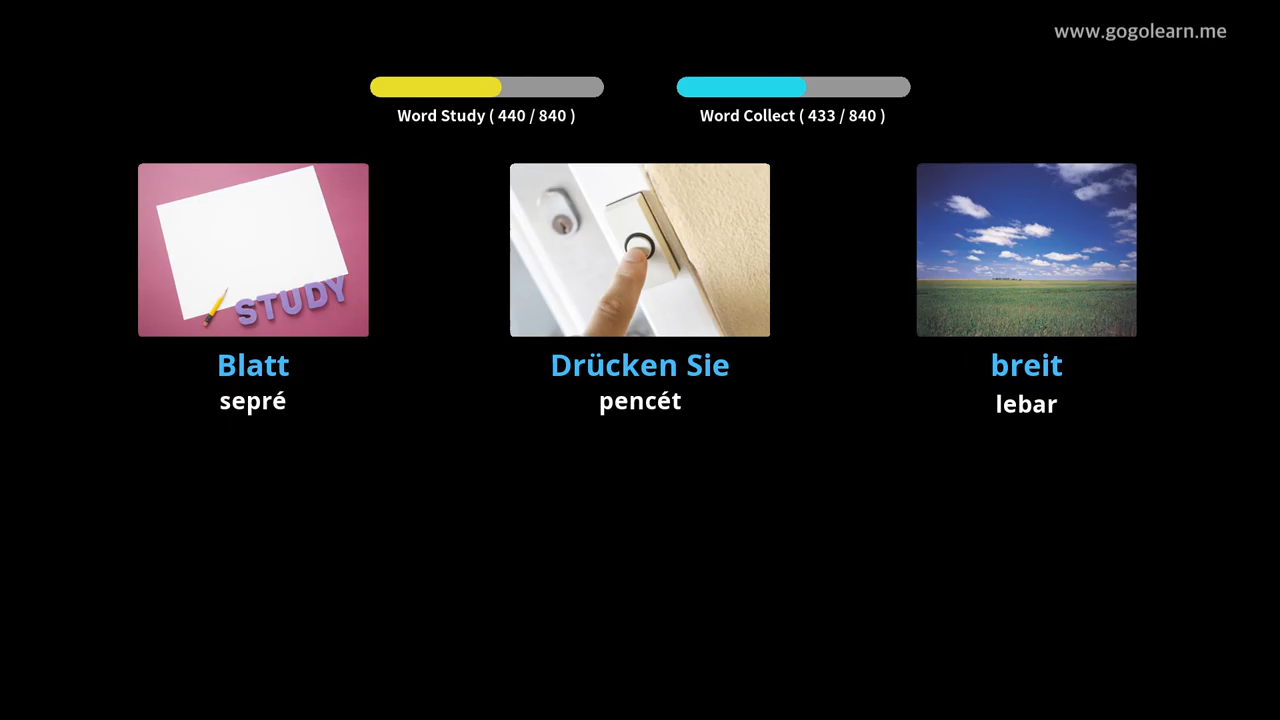 www.gogolearn.me
Word Study ( 440 / 840 )
Word Collect ( 433 / 840 )
STUDY
Blatt
sepré
Drücken Sie
pencét
breit
lebar